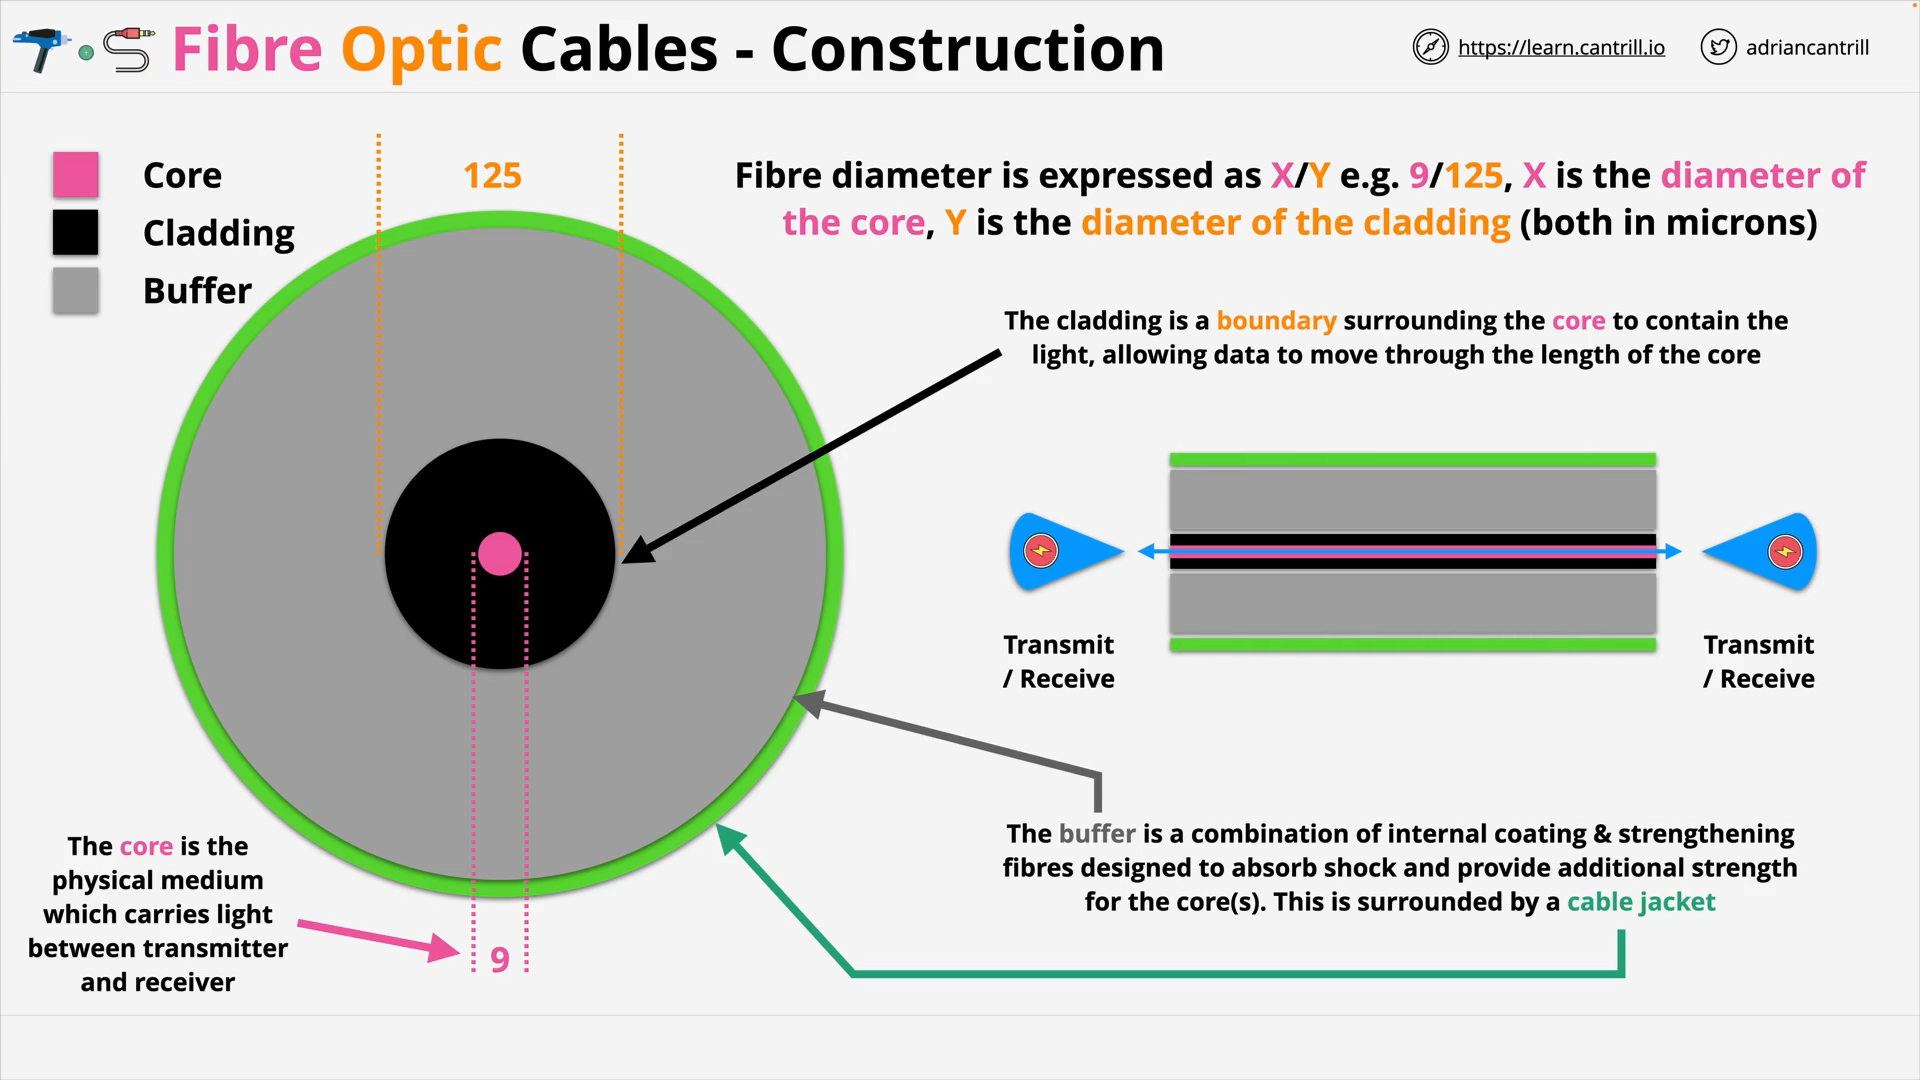 Fibre Optic Cables - Construction
https://learn.cantrill.io
adriancantrill
Core
Cladding
Buffer
125
Fibre diameter is expressed as X/Y e.g. 9/125, X is the diameter of
the core, Y is the diameter of the cladding (both in microns)
The cladding is a boundary surrounding the core to contain the
light, allowing data to move through the length of the core
Transmit
/ Receive
Transmit
/ Receive
The buffer is a combination of internal coating & strengthening
fibres designed to absorb shock and provide additional strength
for the core(s). This is surrounded by a cable jacket
The core is the
physical medium
which carries light
between transmitter
and receiver
9